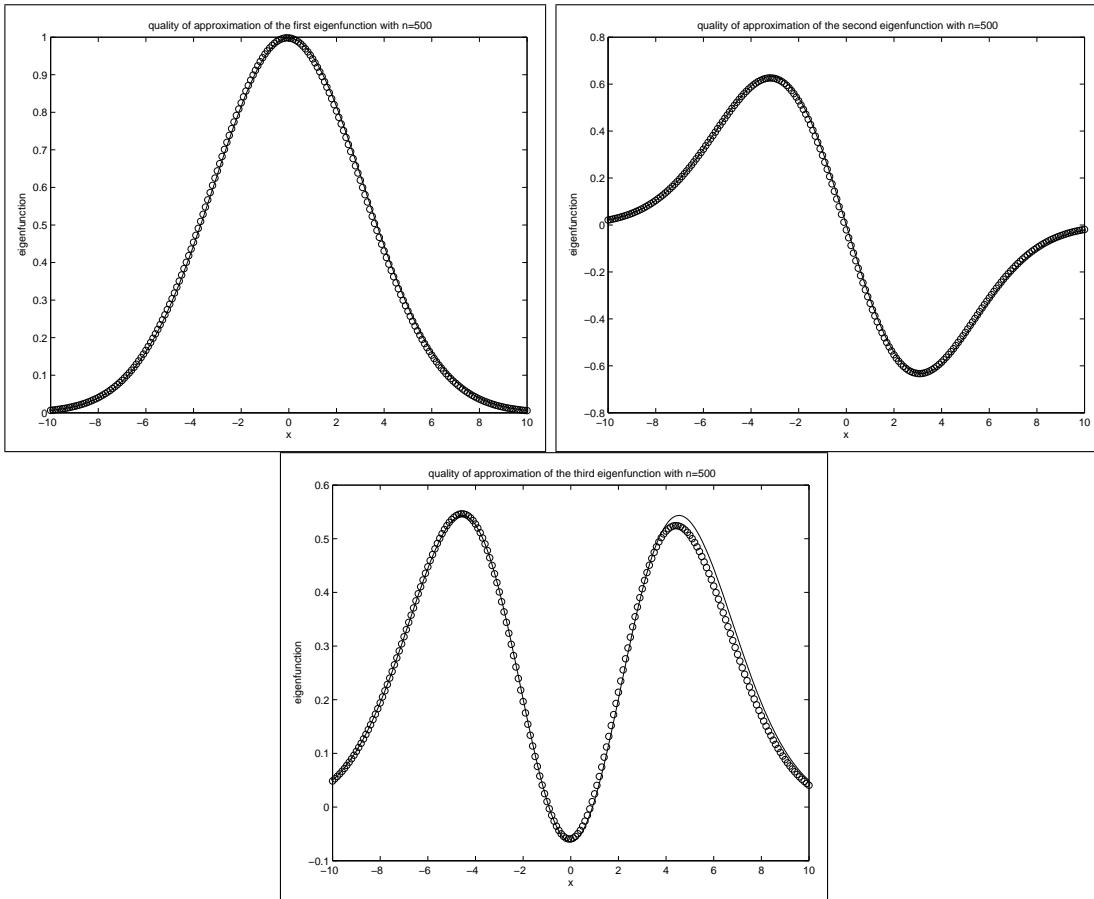 quality of approximation of the first eigenfunction with n=500
1
0.9
0.8
0.7
0.6
0.5
0.4
0.3
0.2
0.1
0
eigenfunction
−10 −8 −6 −4 −2 0 2 4 6 8 10
x
quality of approximation of the second eigenfunction with n=500
0.8
0.6
0.4
0.2
0
−0.2
−0.4
−0.6
−0.8
eigenfunction
−10 −8 −6 −4 −2 0 2 4 6 8 10
x
quality of approximation of the third eigenfunction with n=500
0.6
0.5
0.4
0.3
0.2
0.1
0
−0.1
eigenfunction
−10 −8 −6 −4 −2 0 2 4 6 8 10
x